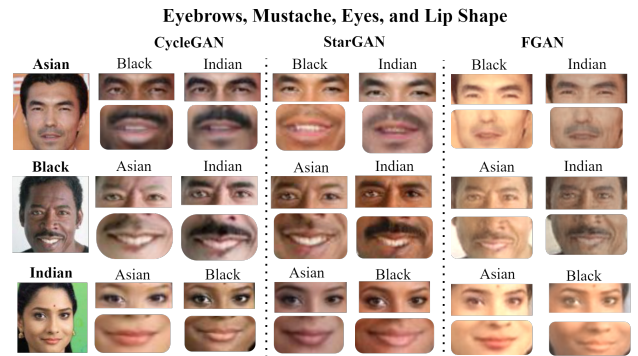 Eyebrows, Mustache, Eyes, and Lip Shape
CycleGAN StarGAN FGAN
Asian Black Indian Black Indian Black Indian
Black Asian Indian Asian Indian Asian Indian
Indian Asian Black Asian Black Asian Black